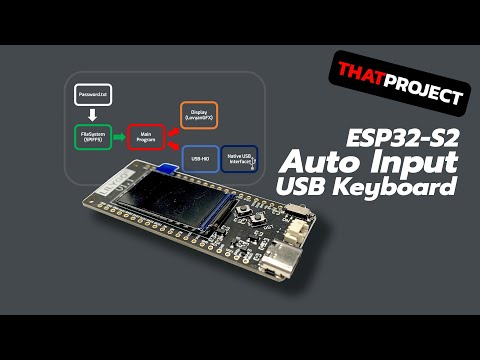 THATPROJECT
ESP32-S2
Auto Input
USB Keyboard
Password.txt
FileSystem
(SPIFFS)
Main
Program
Display
(LovyanGFX)
USB-HID
Native USB
Interface